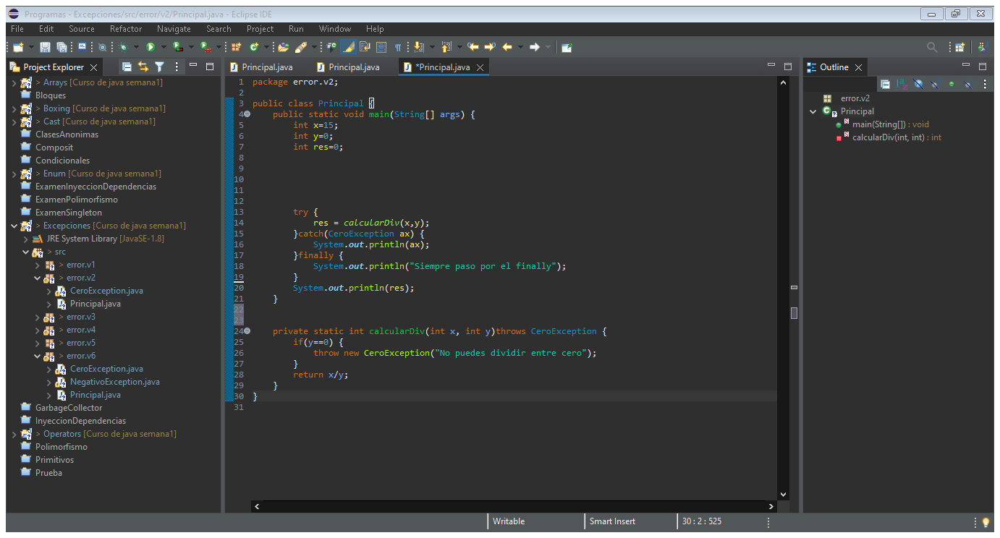 Programas - Excepciones/src/error/v2/Principal.java - Eclipse IDE
File Edit Source Refactor Navigate Search Project Run Window Help
Project Explorer
> Arrays [Curso de java semana1]
Bloques
> Boxing [Curso de java semana1]
> Cast [Curso de java semana1]
ClasesAnonimas
Composit
Condicionales
> Enum [Curso de java semana1]
ExamenInyeccionDependencias
ExamenPolimorfismo
ExamenSingleton
> Excepciones [Curso de java semana1]
JRE System Library [JavaSE-1.8]
> src
> error.v1
> error.v2
CeroException.java
Principal.java
> error.v3
> error.v4
> error.v5
> error.v6
CeroException.java
NegativoException.java
Principal.java
GarbageCollector
InyeccionDependencias
> Operators [Curso de java semana1]
Polimorfismo
Primitivos
Prueba
Principal.java Principal.java *Principal.java
1 package error.v2;
2
3 public class Principal {
4 public static void main(String[] args) {
5 int x=15;
6 int y=0;
7 int res=0;
8
9
10
11
12
13 try {
14 res = calcularDiv(x,y);
15 }catch(CeroException ax) {
16 System.out.println(ax);
17 }finally {
18 System.out.println("Siempre paso por el finally");
19 }
20 System.out.println(res);
21 }
22
23
24 private static int calcularDiv(int x, int y)throws CeroException {
25 if(y==0) {
26 throw new CeroException("No puedes dividir entre cero");
27 }
28 return x/y;
29 }
30 }
31
Outline
error.v2
Principal
main(String[]) : void
calcularDiv(int, int) : int
Writable Smart Insert 30 : 2 : 525